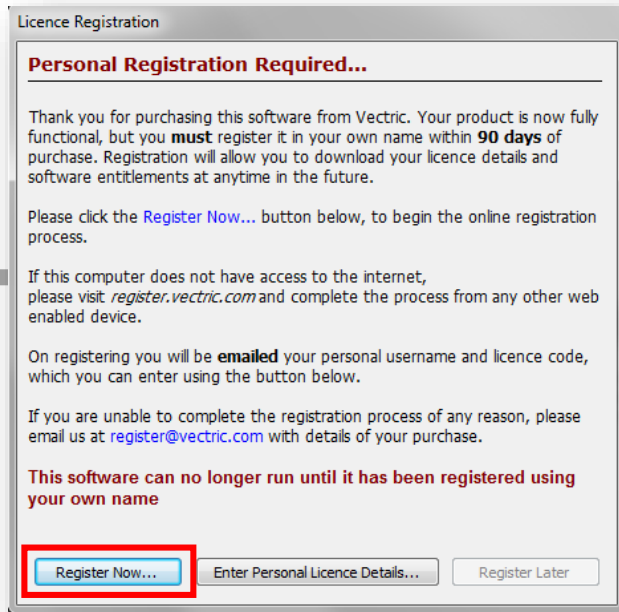 Licence Registration
Personal Registration Required...
Thank you for purchasing this software from Vectric. Your product is now fully
functional, but you must register it in your own name within 90 days of
purchase. Registration will allow you to download your licence details and
software entitlements at anytime in the future.
Please click the Register Now... button below, to begin the online registration
process.
If this computer does not have access to the internet,
please visit register.vectric.com and complete the process from any other web
enabled device.
On registering you will be emailed your personal username and licence code,
which you can enter using the button below.
If you are unable to complete the registration process of any reason, please
email us at register@vectric.com with details of your purchase.
This software can no longer run until it has been registered using
your own name
Register Now... Enter Personal Licence Details... Register Later